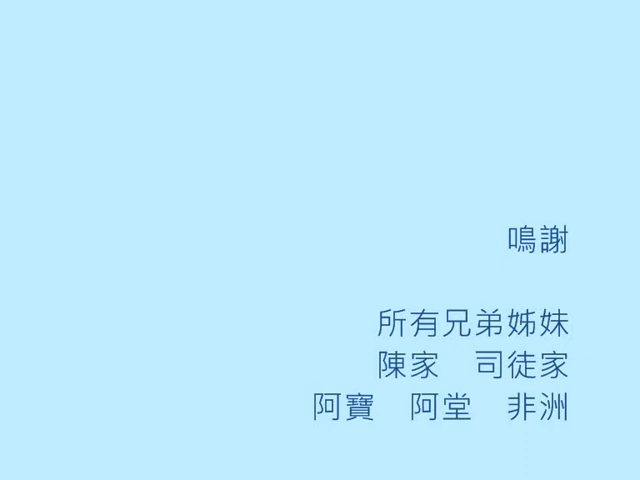 鳴謝
所有兄弟姊妹
陳家　司徒家
阿寶　阿堂　非洲